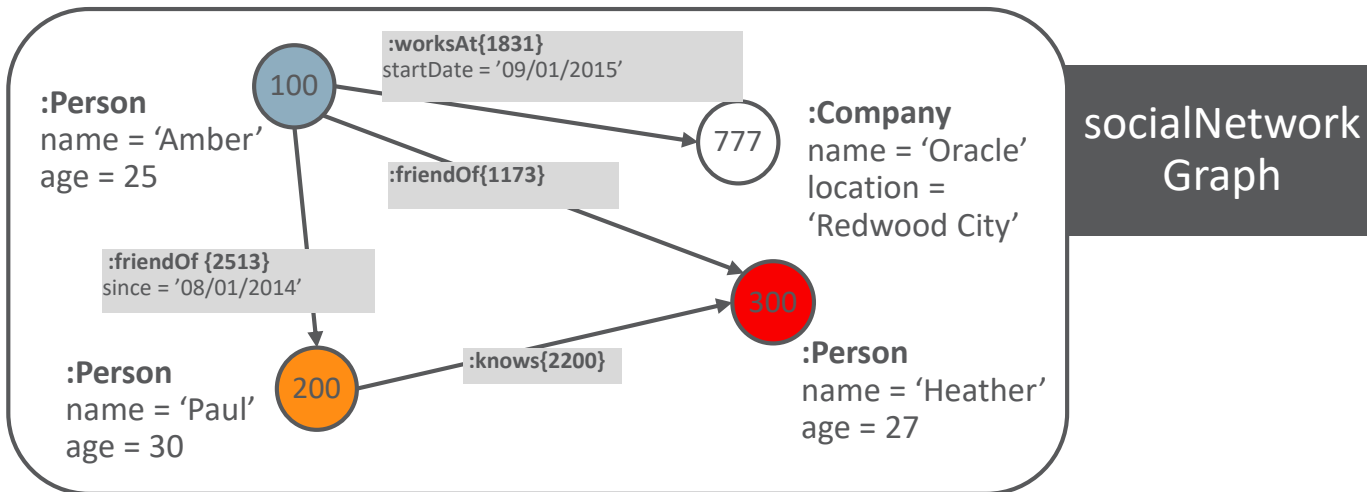 :worksAt{1831}
startDate = ’09/01/2015’
100
:Person
name = ‘Amber’
age = 25
777
:Company
name = ‘Oracle’
location =
‘Redwood City’
socialNetwork
Graph
:friendOf{1173}
:friendOf {2513}
since = ’08/01/2014’
300
:Person
name = ‘Heather’
age = 27
:knows{2200}
200
:Person
name = ‘Paul’
age = 30